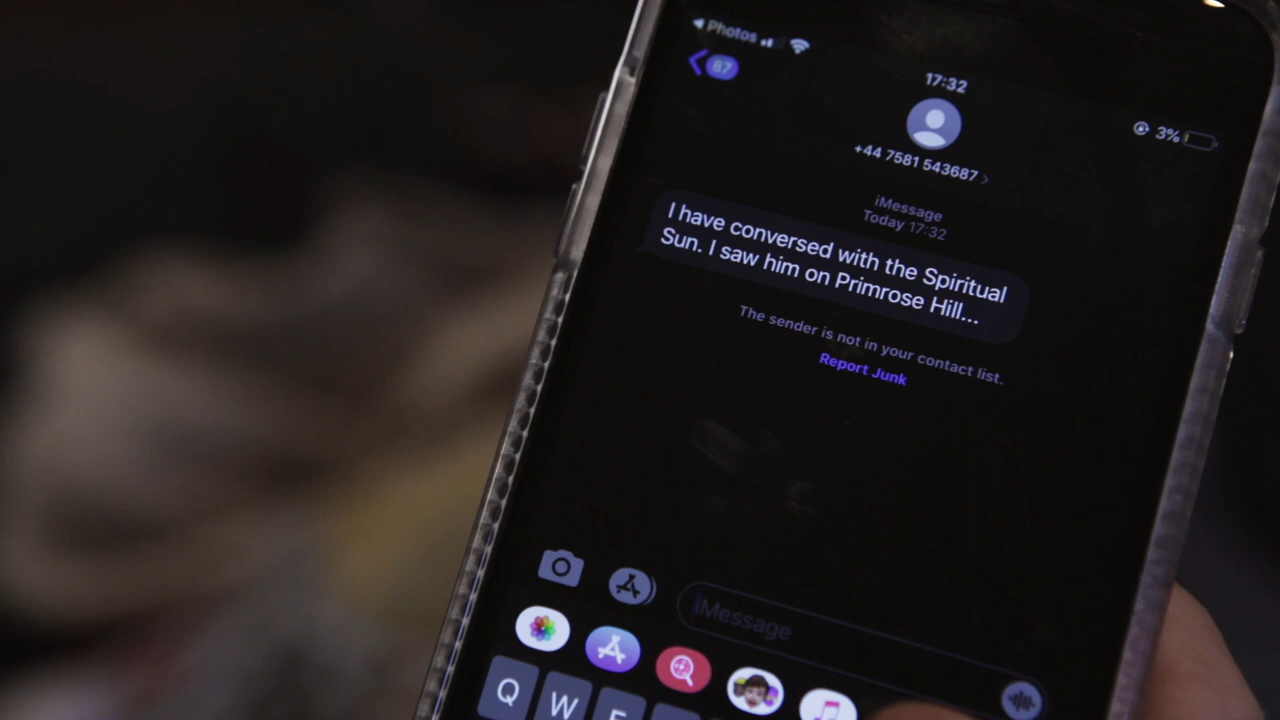 Photos
87
17:32
3%
+44 7581 543687
iMessage
Today 17:32
I have conversed with the Spiritual
Sun. I saw him on Primrose Hill...
The sender is not in your contact list.
Report Junk
iMessage
Q W